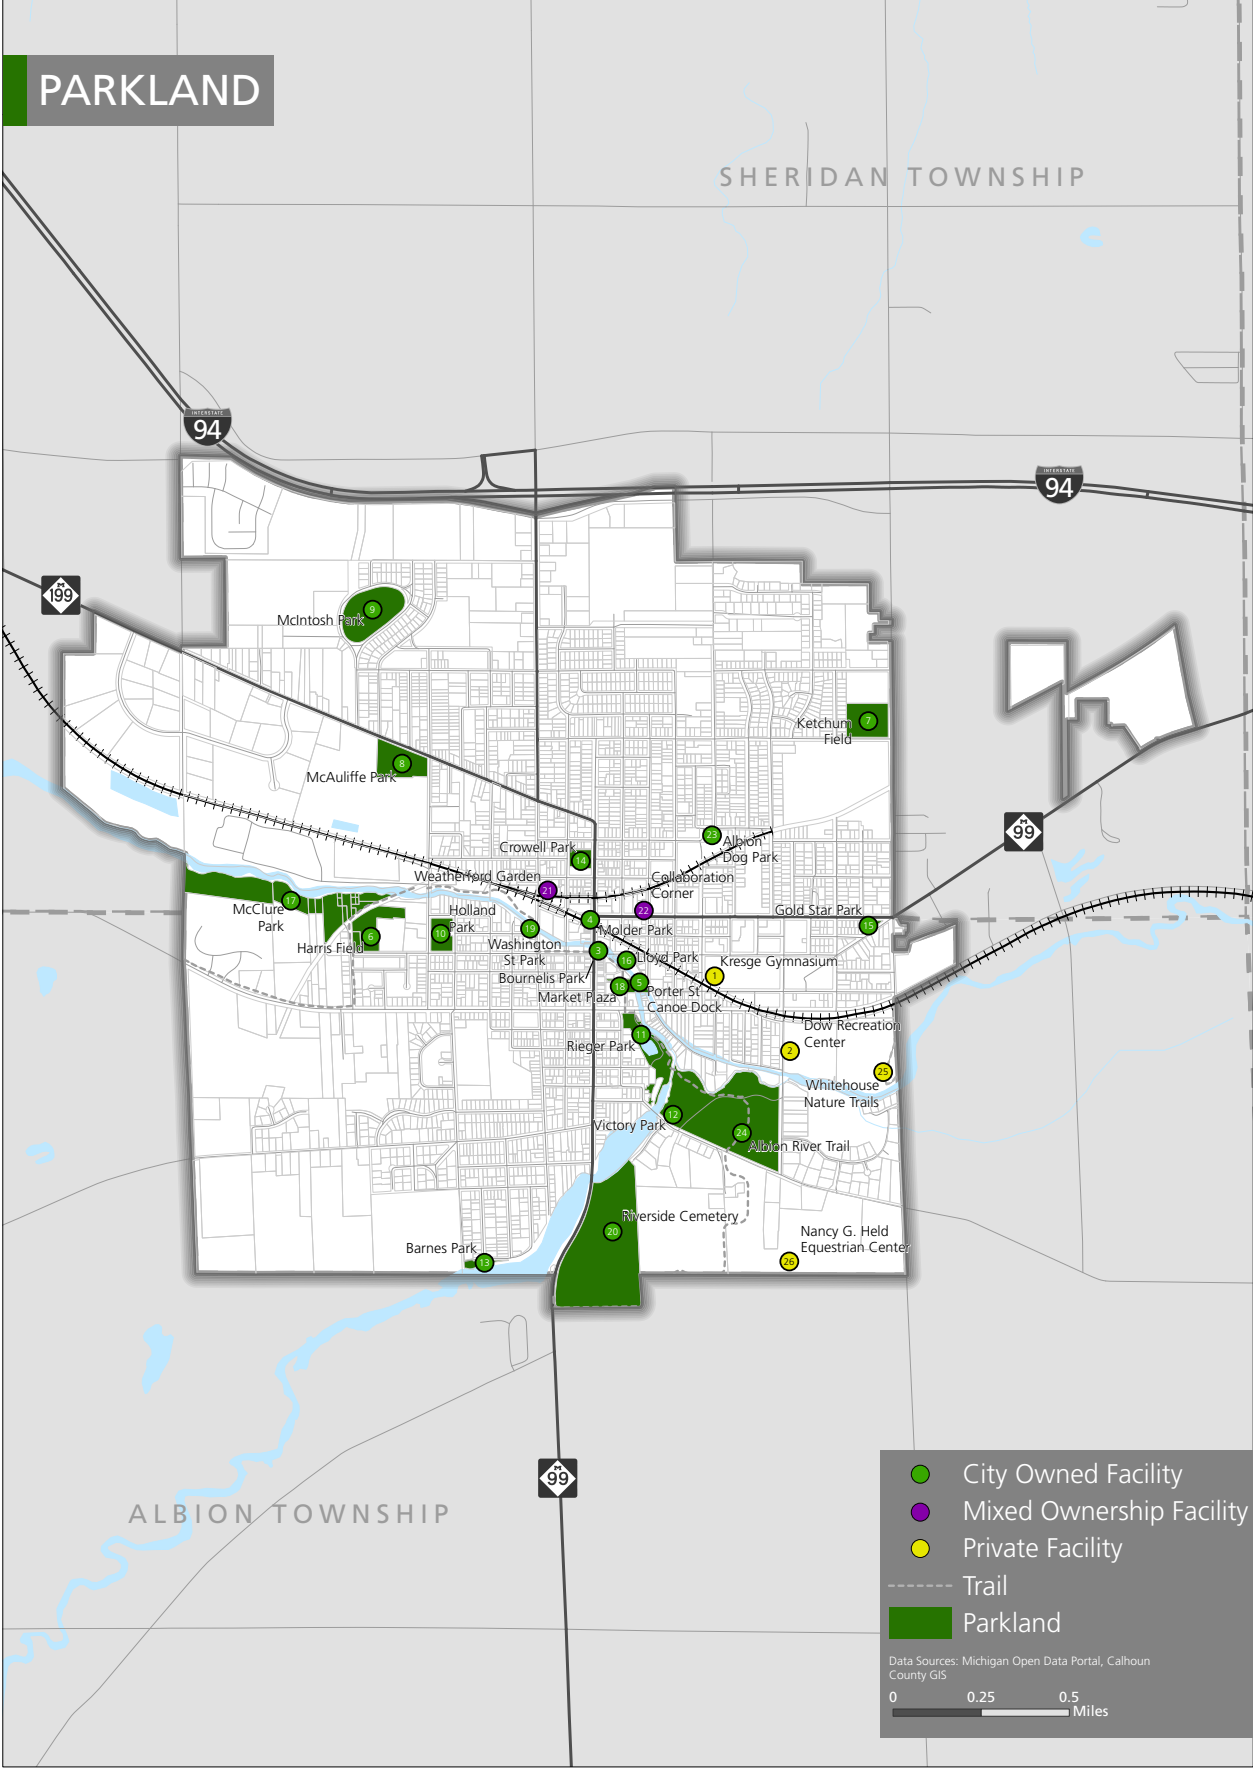 PARKLAND
SHERIDAN TOWNSHIP
INTERSTATE
94
INTERSTATE
94
M
199
9
McIntosh Park
7
Ketchum
Field
8
McAuliffe Park
M
99
23
Albion
Dog Park
Crowell Park
14
Weatherford Garden
21
Collaboration
Corner
22
17
McClure
Park
Holland
Park
10
6
Harris Field
19
Washington
St Park
4
Molder Park
Gold Star Park
15
3
Bournelis Park
16
Lloyd Park
Kresge Gymnasium
1
18
Market Plaza
5
Porter St
Canoe Dock
11
Rieger Park
Dow Recreation
Center
2
25
Whitehouse
Nature Trails
12
Victory Park
24
Albion River Trail
Riverside Cemetery
20
Nancy G. Held
Equestrian Center
26
Barnes Park
13
M
99
ALBION TOWNSHIP
City Owned Facility
Mixed Ownership Facility
Private Facility
Trail
Parkland
Data Sources: Michigan Open Data Portal, Calhoun
County GIS
0 0.25 0.5
Miles